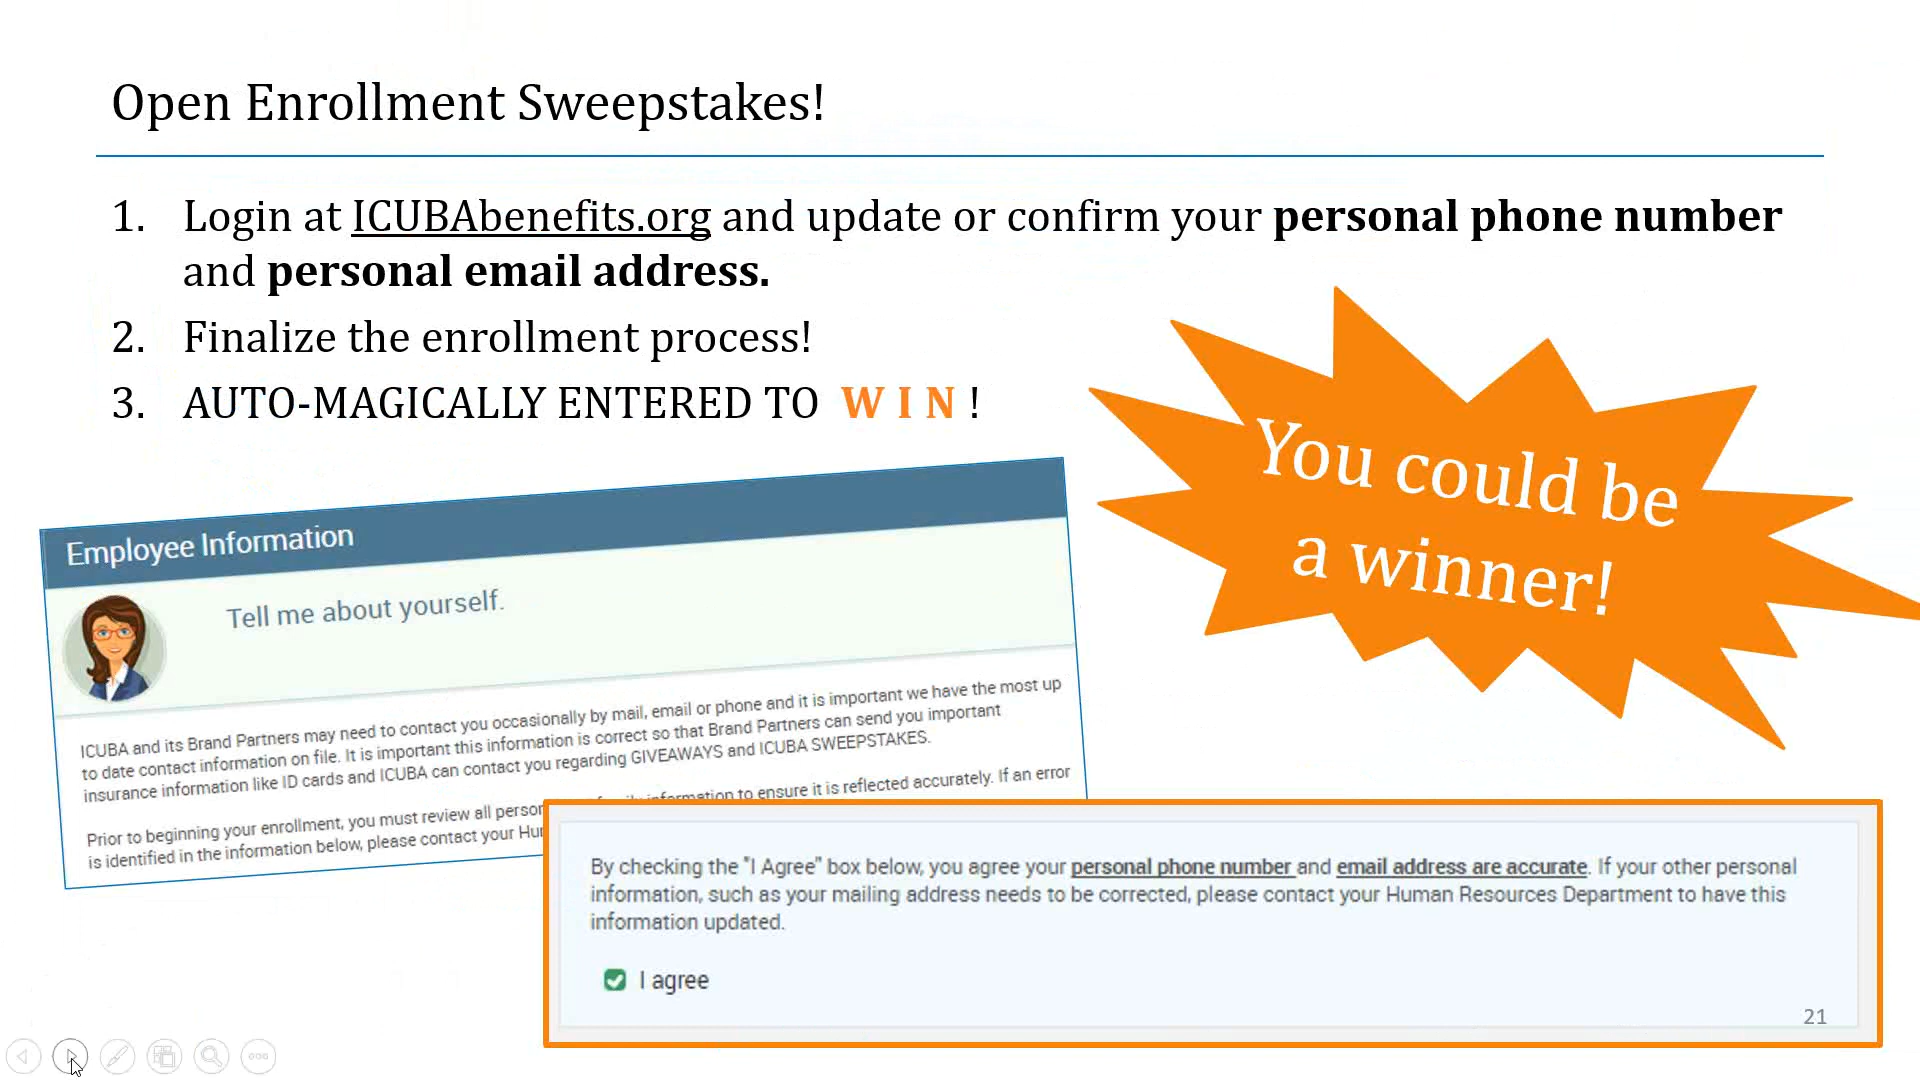 Open Enrollment Sweepstakes!
1. Login at ICUBAbenefits.org and update or confirm your personal phone number
and personal email address.
2. Finalize the enrollment process!
3. AUTO-MAGICALLY ENTERED TO W I N !
You could be
a winner!
Employee Information
Tell me about yourself.
ICUBA and its Brand Partners may need to contact you occasionally by mail, email or phone and it is important we have the most up
to date contact information on file. It is important this information is correct so that Brand Partners can send you important
insurance information like ID cards and ICUBA can contact you regarding GIVEAWAYS and ICUBA SWEEPSTAKES.
Prior to beginning your enrollment, you must review all information to ensure it is reflected accurately. If an error
is identified in the information below, please contact your
By checking the "I Agree" box below, you agree your personal phone number and email address are accurate. If your other personal
information, such as your mailing address needs to be corrected, please contact your Human Resources Department to have this
information updated.
I agree
21